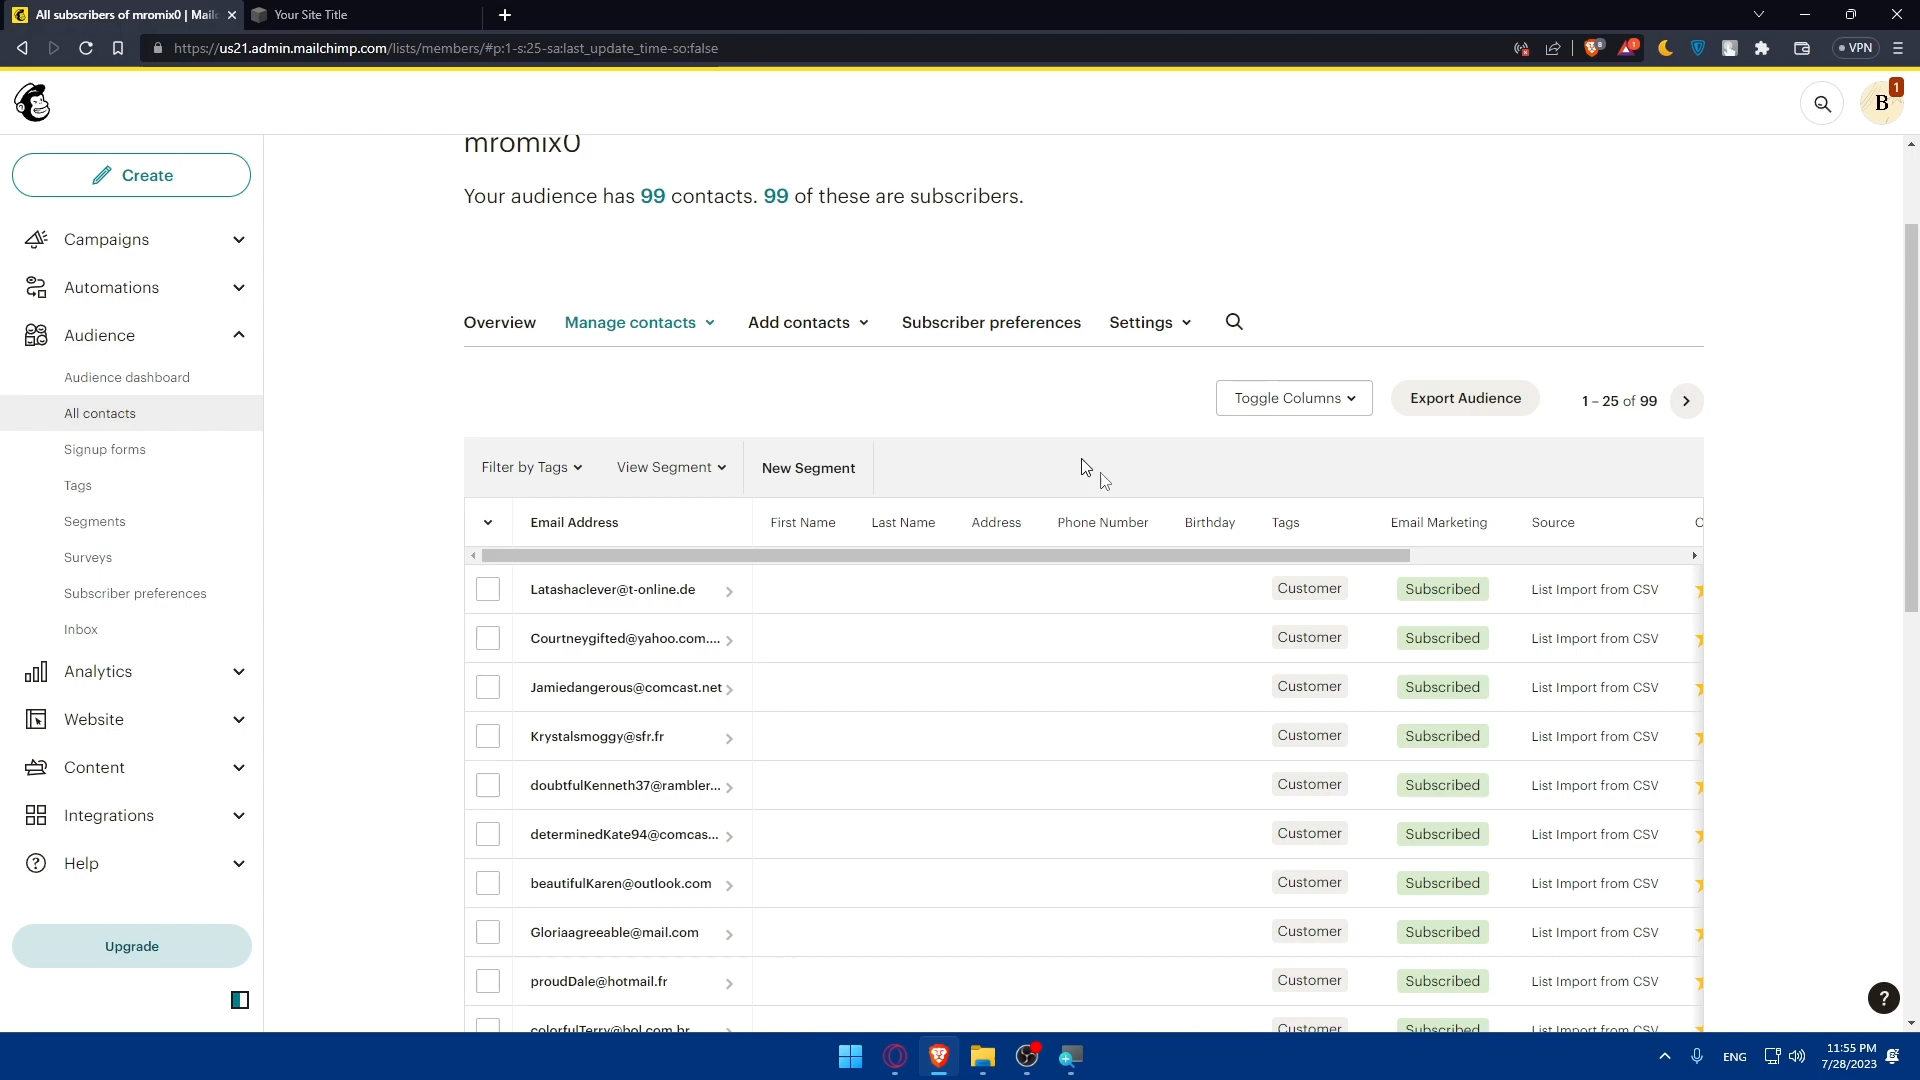 All subscribers of mromix0 | Mailc
Your Site Title
https://us21.admin.mailchimp.com/lists/members/#p:1-s:25-sa:last_update_time-so:false
8
1
VPN
B
1
Create
Campaigns
Automations
Audience
Audience dashboard
All contacts
Signup forms
Tags
Segments
Surveys
Subscriber preferences
Inbox
Analytics
Website
Content
Integrations
Help
Upgrade
mromix0
Your audience has 99 contacts. 99 of these are subscribers.
Overview Manage contacts Add contacts Subscriber preferences Settings
Toggle Columns Export Audience 1 – 25 of 99
Filter by Tags View Segment New Segment
Email Address First Name Last Name Address Phone Number Birthday Tags Email Marketing Source C
Latashaclever@t-online.de Customer Subscribed List Import from CSV
Courtneygifted@yahoo.com.... Customer Subscribed List Import from CSV
Jamiedangerous@comcast.net Customer Subscribed List Import from CSV
Krystalsmoggy@sfr.fr Customer Subscribed List Import from CSV
doubtfulKenneth37@rambler... Customer Subscribed List Import from CSV
determinedKate94@comcas... Customer Subscribed List Import from CSV
beautifulKaren@outlook.com Customer Subscribed List Import from CSV
Gloriaagreeable@mail.com Customer Subscribed List Import from CSV
proudDale@hotmail.fr Customer Subscribed List Import from CSV
colorfulTerry@bol.com.br Customer Subscribed List Import from CSV
?
ENG
11:55 PM
7/28/2023